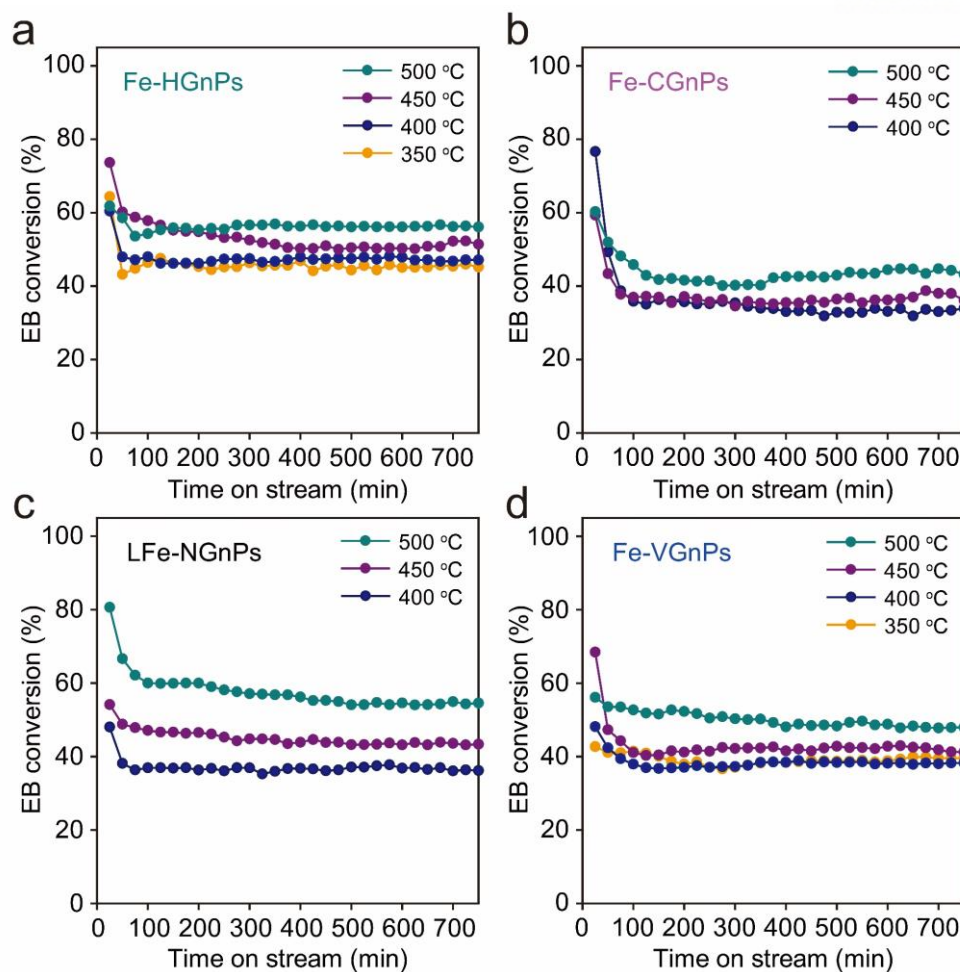 a
Fe-HGnPs
500 °C
450 °C
400 °C
350 °C
100
80
60
40
20
0
EB conversion (%)
0 100 200 300 400 500 600 700
Time on stream (min)
b
Fe-CGnPs
500 °C
450 °C
400 °C
100
80
60
40
20
0
EB conversion (%)
0 100 200 300 400 500 600 700
Time on stream (min)
c
LFe-NGnPs
500 °C
450 °C
400 °C
100
80
60
40
20
0
EB conversion (%)
0 100 200 300 400 500 600 700
Time on stream (min)
d
Fe-VGnPs
500 °C
450 °C
400 °C
350 °C
100
80
60
40
20
0
EB conversion (%)
0 100 200 300 400 500 600 700
Time on stream (min)